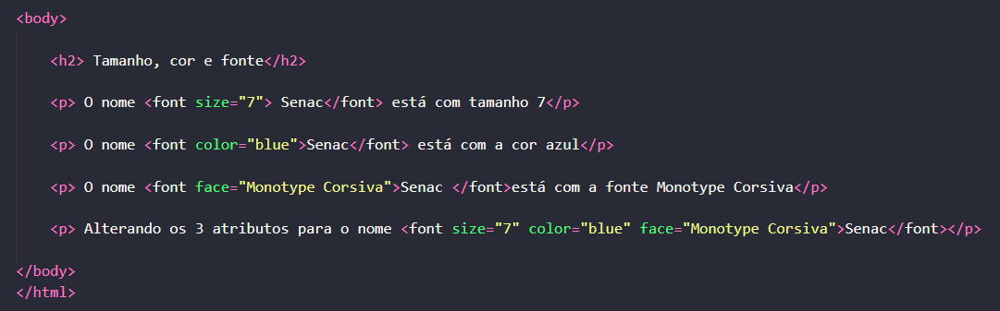 <body>
<h2> Tamanho, cor e fonte</h2>
<p> O nome <font size="7"> Senac</font> está com tamanho 7</p>
<p> O nome <font color="blue">Senac</font> está com a cor azul</p>
<p> O nome <font face="Monotype Corsiva">Senac </font>está com a fonte Monotype Corsiva</p>
<p> Alterando os 3 atributos para o nome <font size="7" color="blue" face="Monotype Corsiva">Senac</font></p>
</body>
</html>